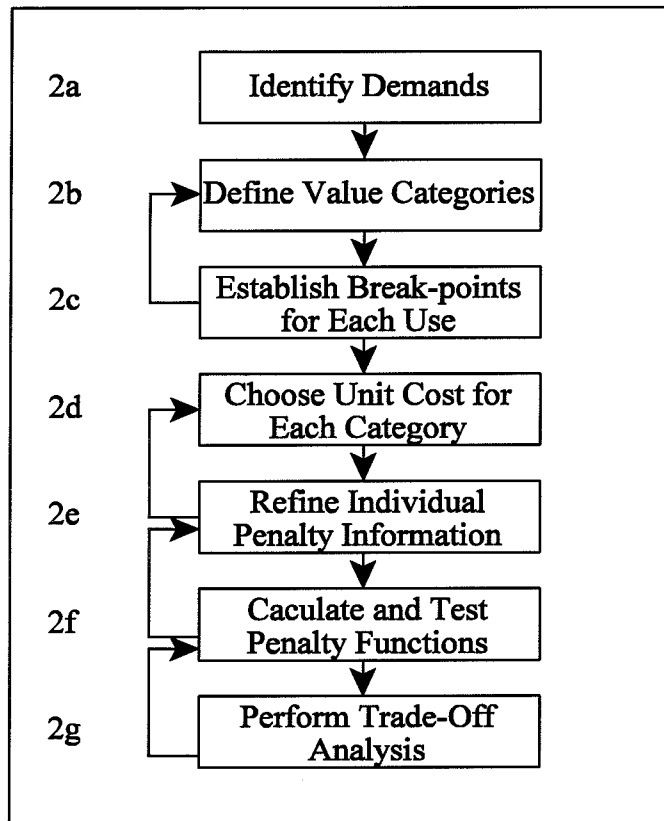 2a Identify Demands
2b Define Value Categories
2c Establish Break-points
for Each Use
2d Choose Unit Cost for
Each Category
2e Refine Individual
Penalty Information
2f Caculate and Test
Penalty Functions
2g Perform Trade-Off
Analysis